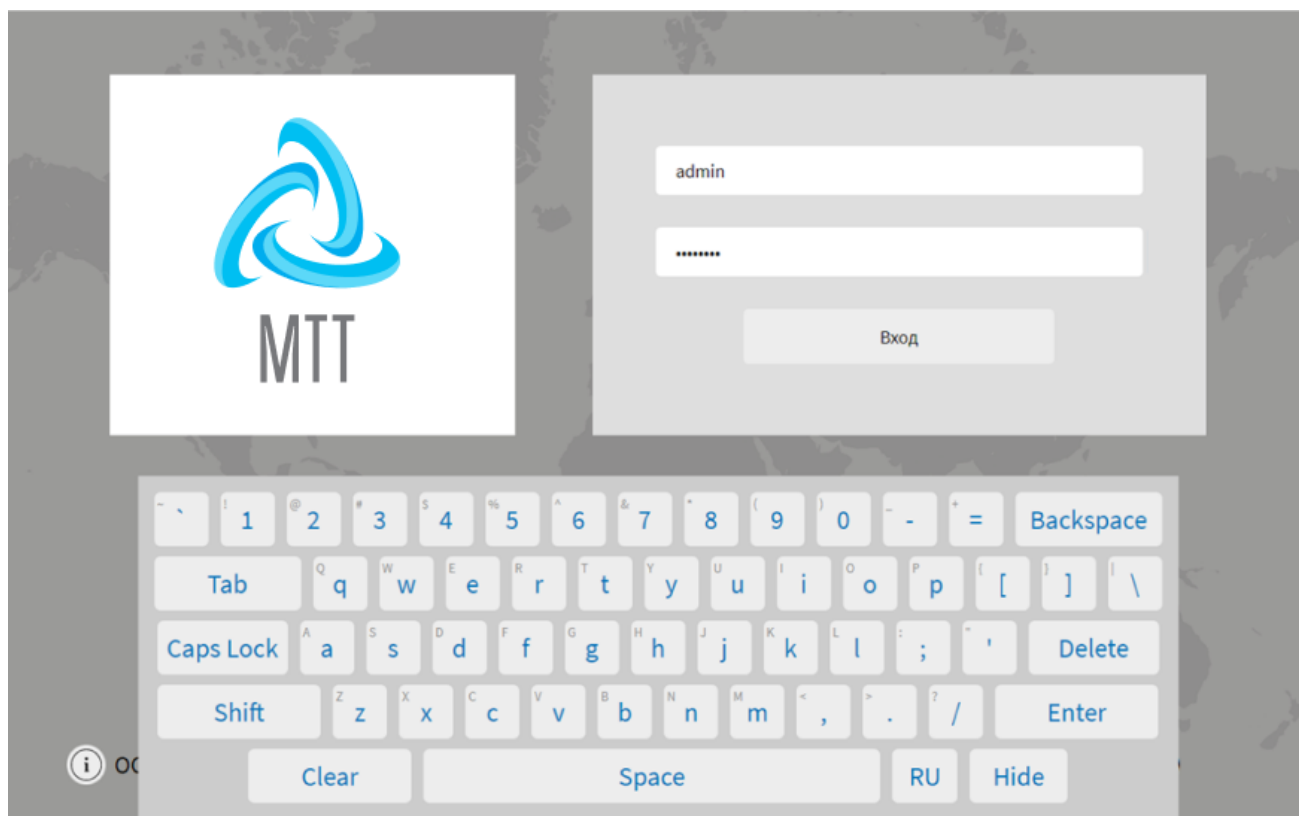 МТТ
admin
••••••••
Вход
~ ` ! 1 @ 2 # 3 $ 4 % 5 ^ 6 & 7 * 8 ( 9 ) 0 _ - + = Backspace
Tab Q q W w E e R r T t Y y U u I i O o P p { [ } ] | \
Caps Lock A a S s D d F f G g H h J j K k L l : ; " ' Delete
Shift Z z X x C c V v B b N n M m < , > . ? / Enter
i
Clear Space RU Hide